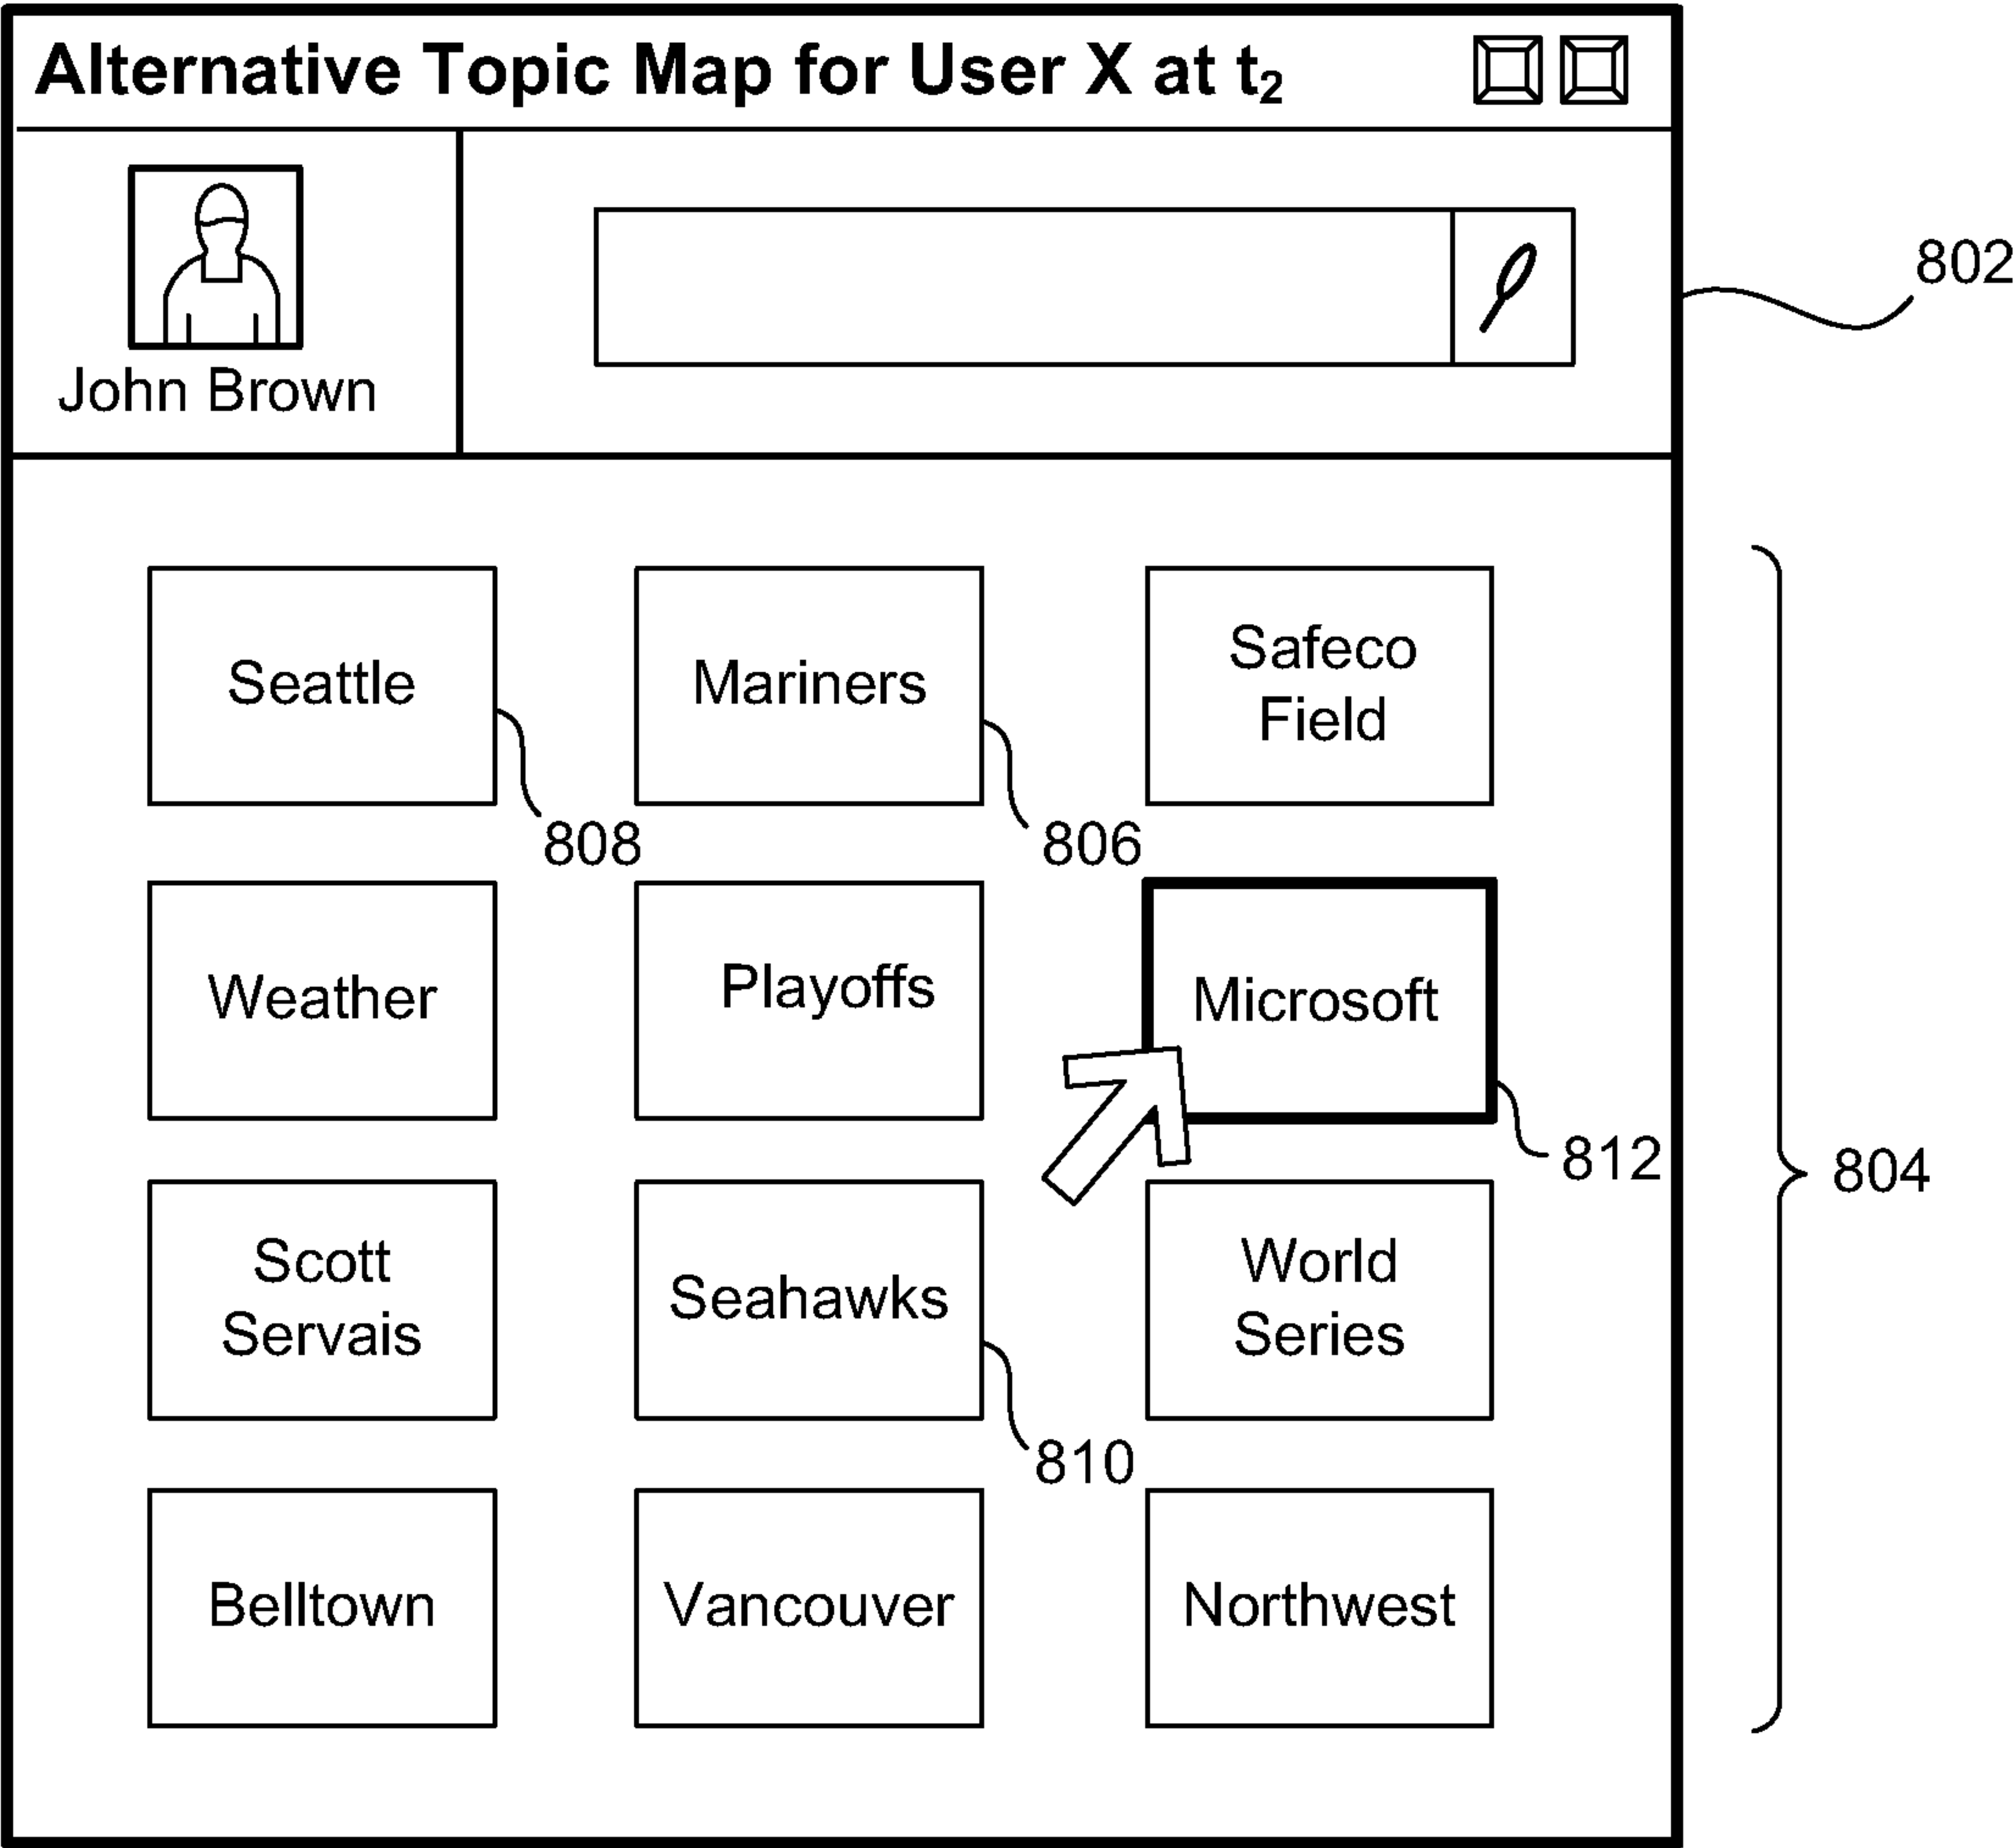 Alternative Topic Map for User X at t₂
John Brown
802
Seattle
Mariners
Safeco
Field
808
806
Weather
Playoffs
Microsoft
812
804
Scott
Servais
Seahawks
World
Series
810
Belltown
Vancouver
Northwest